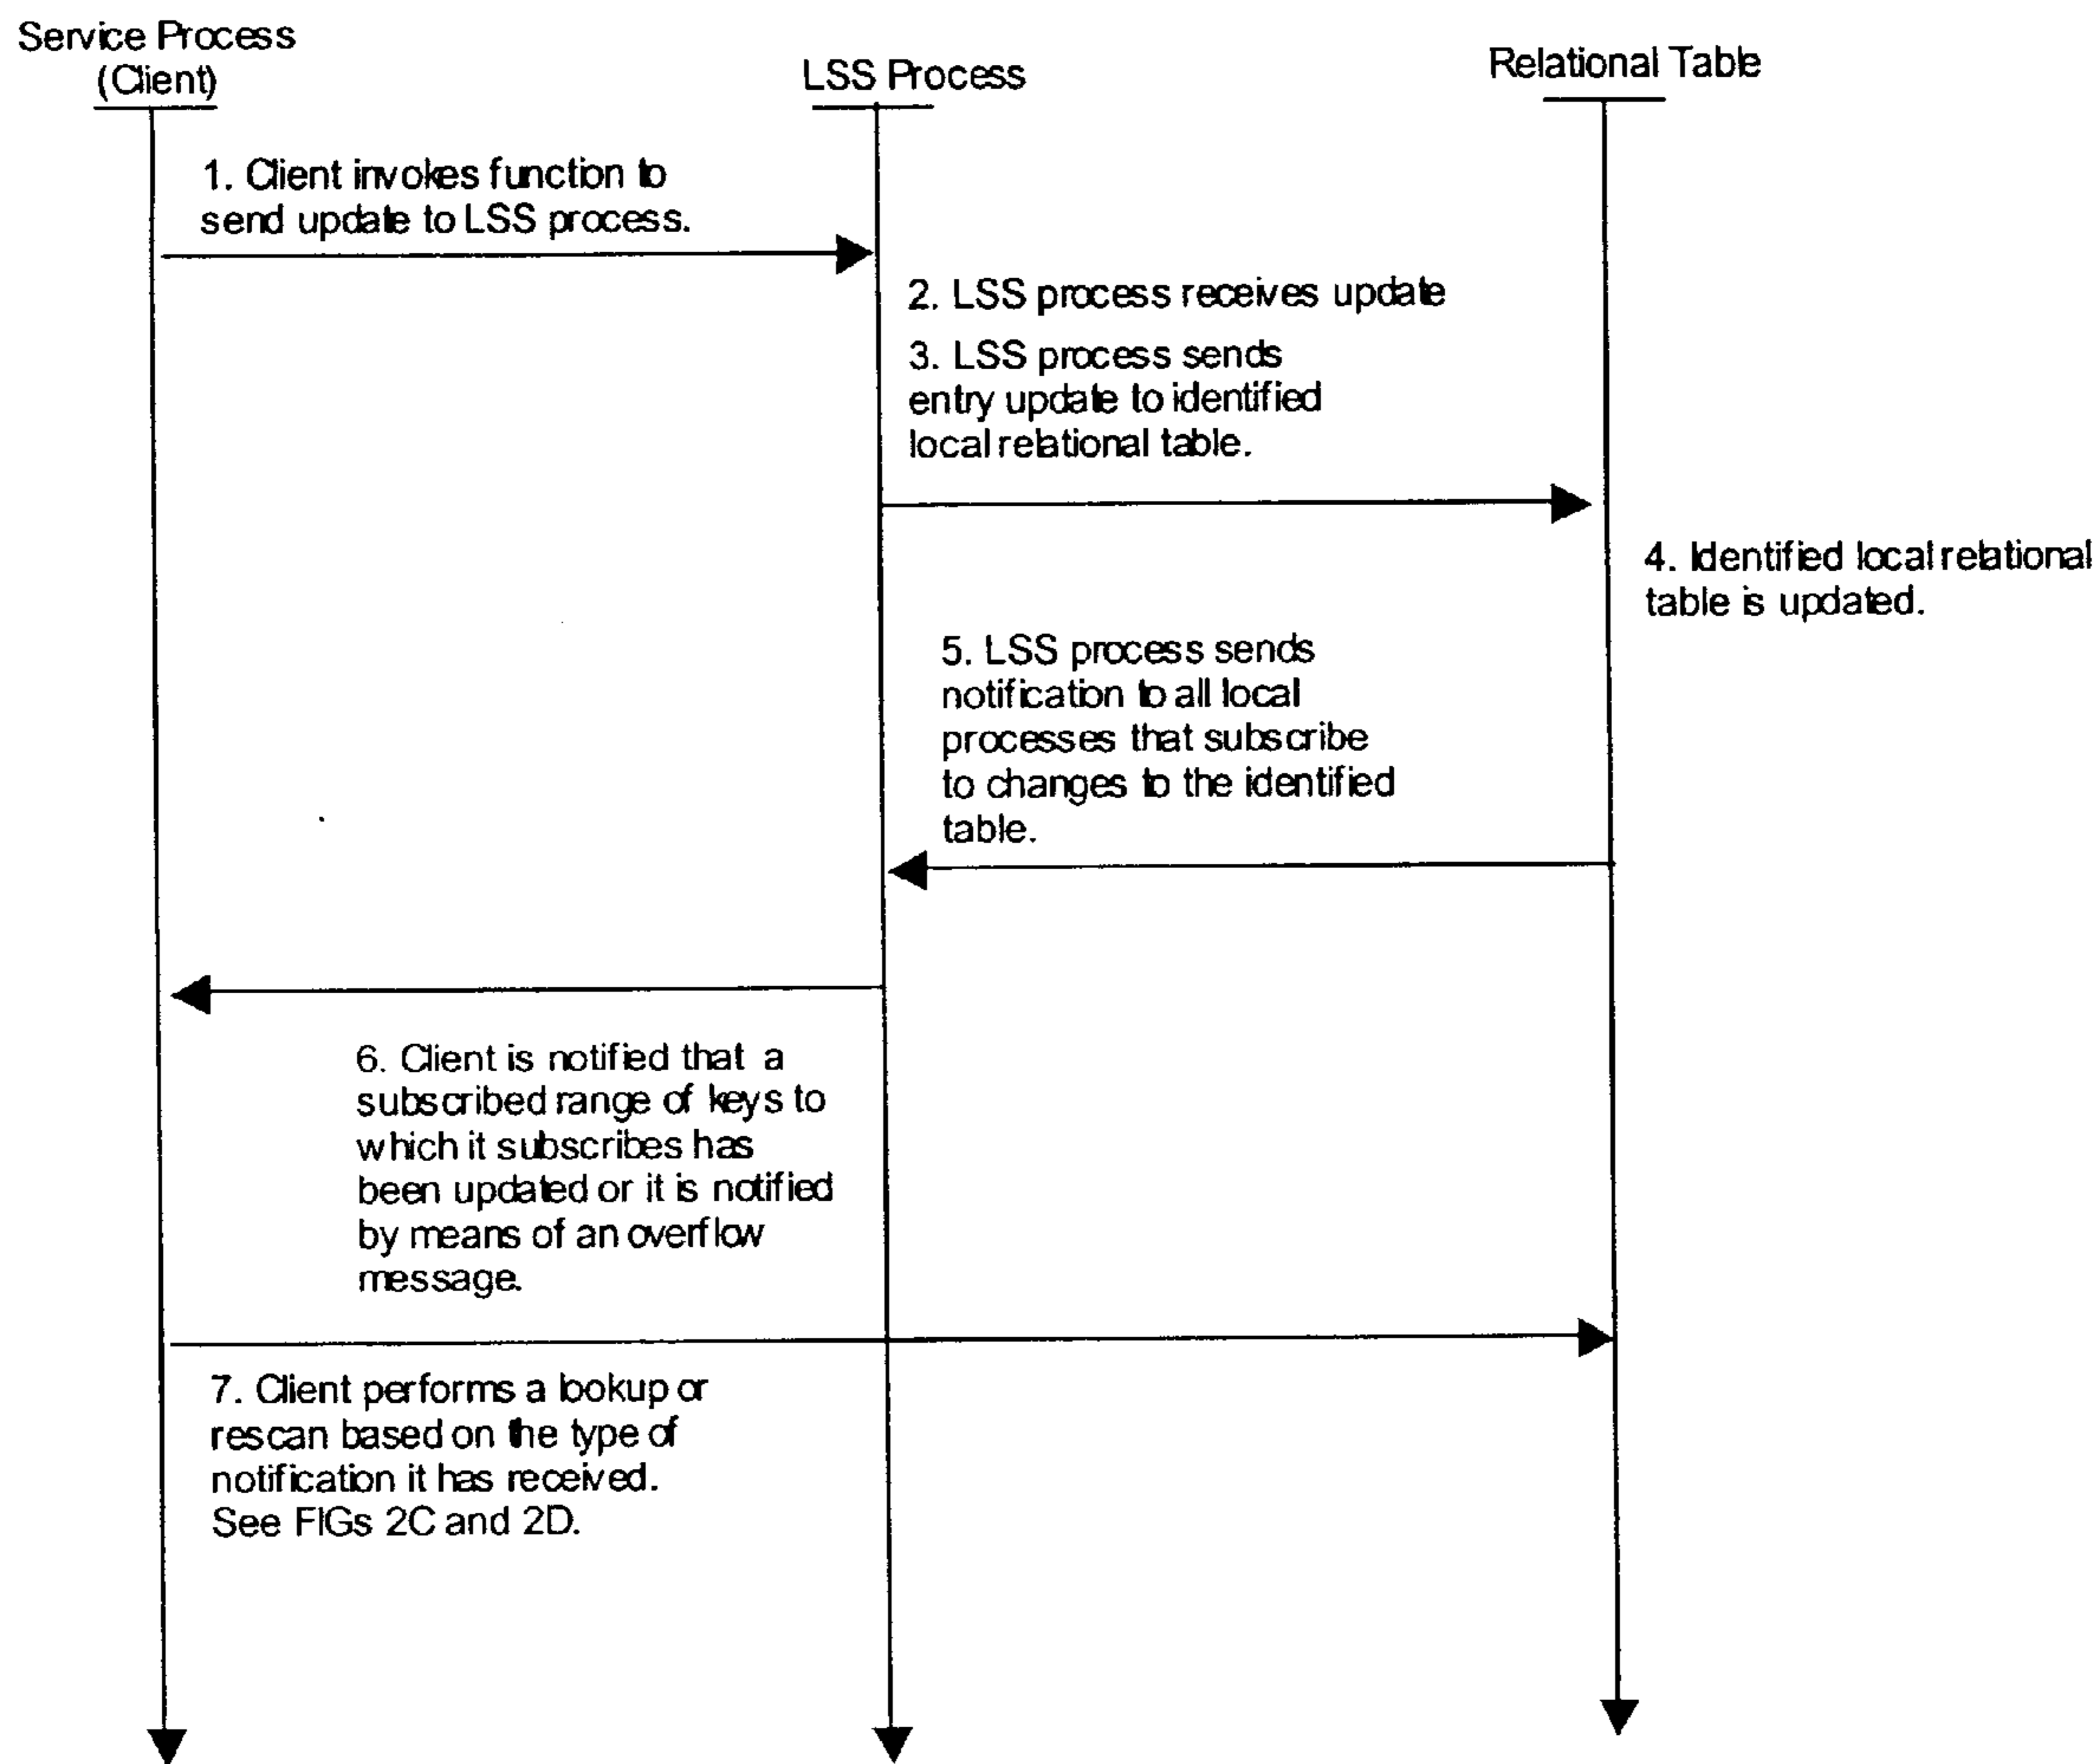 Service Process
(Client)
LSS Process
Relational Table
1. Client invokes function to
send update to LSS process.
2. LSS process receives update
3. LSS process sends
entry update to identified
local relational table.
4. Identified local relational
table is updated.
5. LSS process sends
notification to all local
processes that subscribe
to changes to the identified
table.
6. Client is notified that a
subscribed range of keys to
which it subscribes has
been updated or it is notified
by means of an overflow
message.
7. Client performs a lookup or
rescan based on the type of
notification it has received.
See FIGs 2C and 2D.